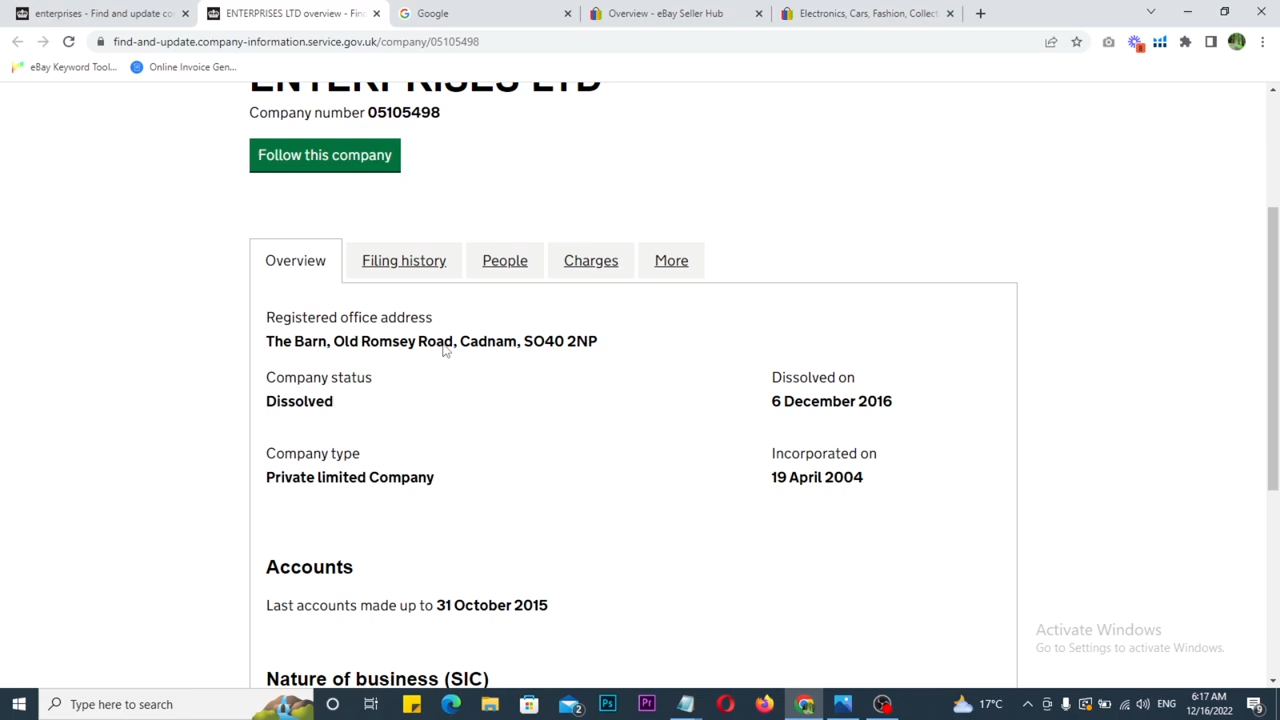 enterprises - Find and update co
ENTERPRISES LTD overview - Fin
Google
Overview - eBay Seller Hub
Electronics, Cars, Fashion, Collect
find-and-update.company-information.service.gov.uk/company/05105498
eBay Keyword Tool...
Online Invoice Gen...
ENTERPRISES LTD
Company number 05105498
Follow this company
Overview
Filing history
People
Charges
More
Registered office address
The Barn, Old Romsey Road, Cadnam, SO40 2NP
Company status
Dissolved on
Dissolved
6 December 2016
Company type
Incorporated on
Private limited Company
19 April 2004
Accounts
Last accounts made up to 31 October 2015
Activate Windows
Go to Settings to activate Windows.
Nature of business (SIC)
Type here to search
17°C
ENG
6:17 AM
12/16/2022